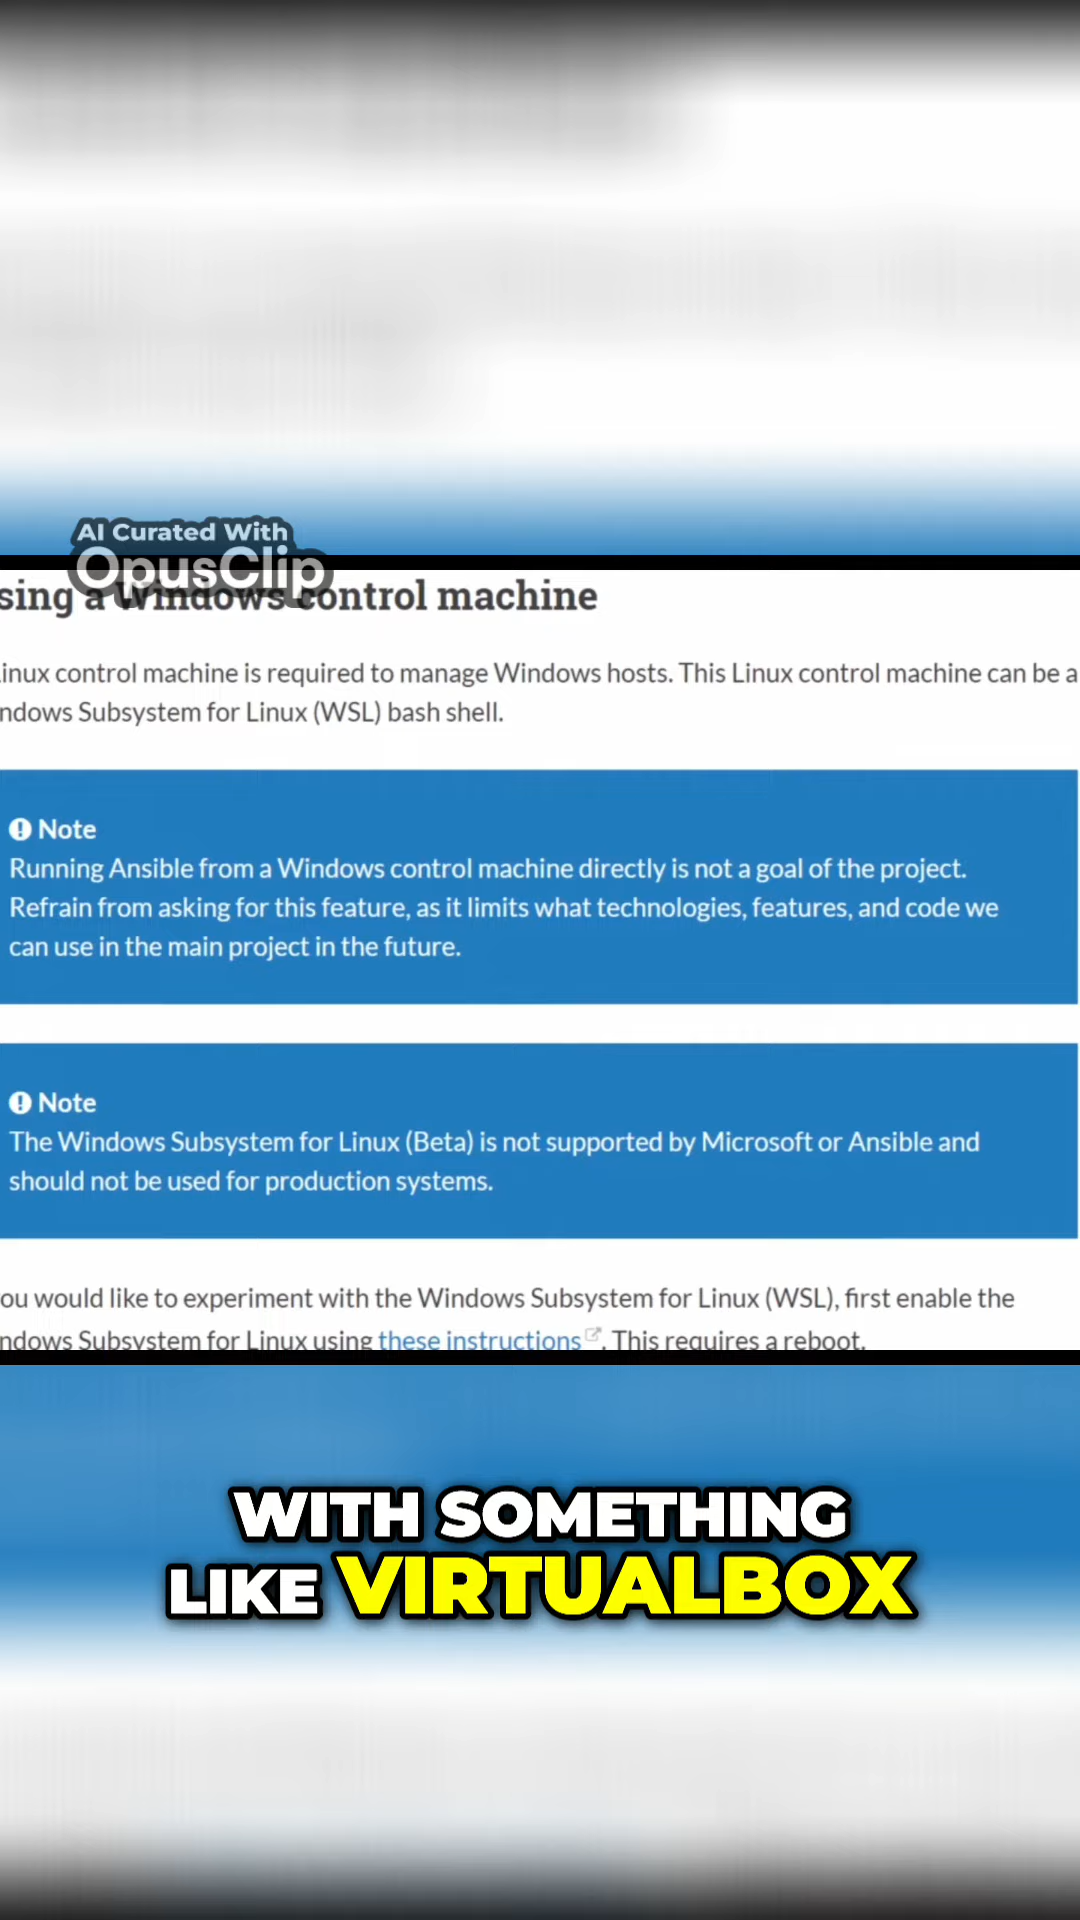 AI Curated With
OpusClip
sing a Windows control machine
inux control machine is required to manage Windows hosts. This Linux control machine can be a
ndows Subsystem for Linux (WSL) bash shell.
Note
Running Ansible from a Windows control machine directly is not a goal of the project.
Refrain from asking for this feature, as it limits what technologies, features, and code we
can use in the main project in the future.
Note
The Windows Subsystem for Linux (Beta) is not supported by Microsoft or Ansible and
should not be used for production systems.
ou would like to experiment with the Windows Subsystem for Linux (WSL), first enable the
ndows Subsystem for Linux using these instructions. This requires a reboot.
WITH SOMETHING
LIKE VIRTUALBOX